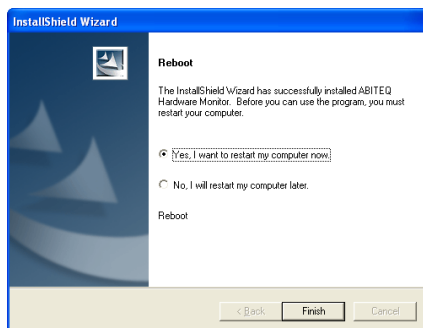 InstallShield Wizard
Reboot
The InstallShield Wizard has successfully installed ABITEQ
Hardware Monitor. Before you can use the program, you must
restart your computer.
Yes, I want to restart my computer now.
No, I will restart my computer later.
Reboot
< Back
Finish
Cancel